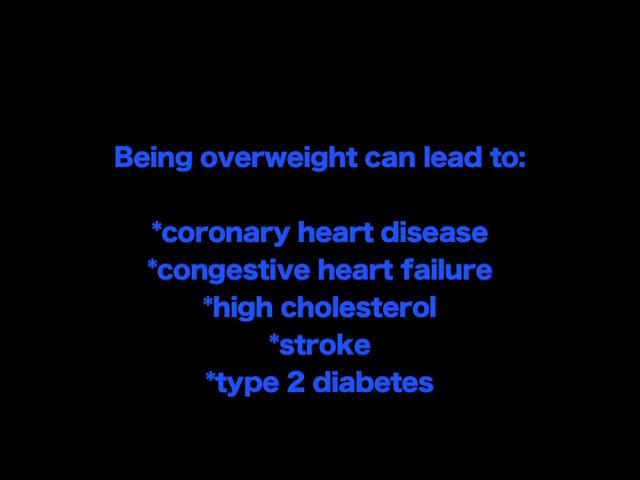 Being overweight can lead to:
*coronary heart disease
*congestive heart failure
*high cholesterol
*stroke
*type 2 diabetes